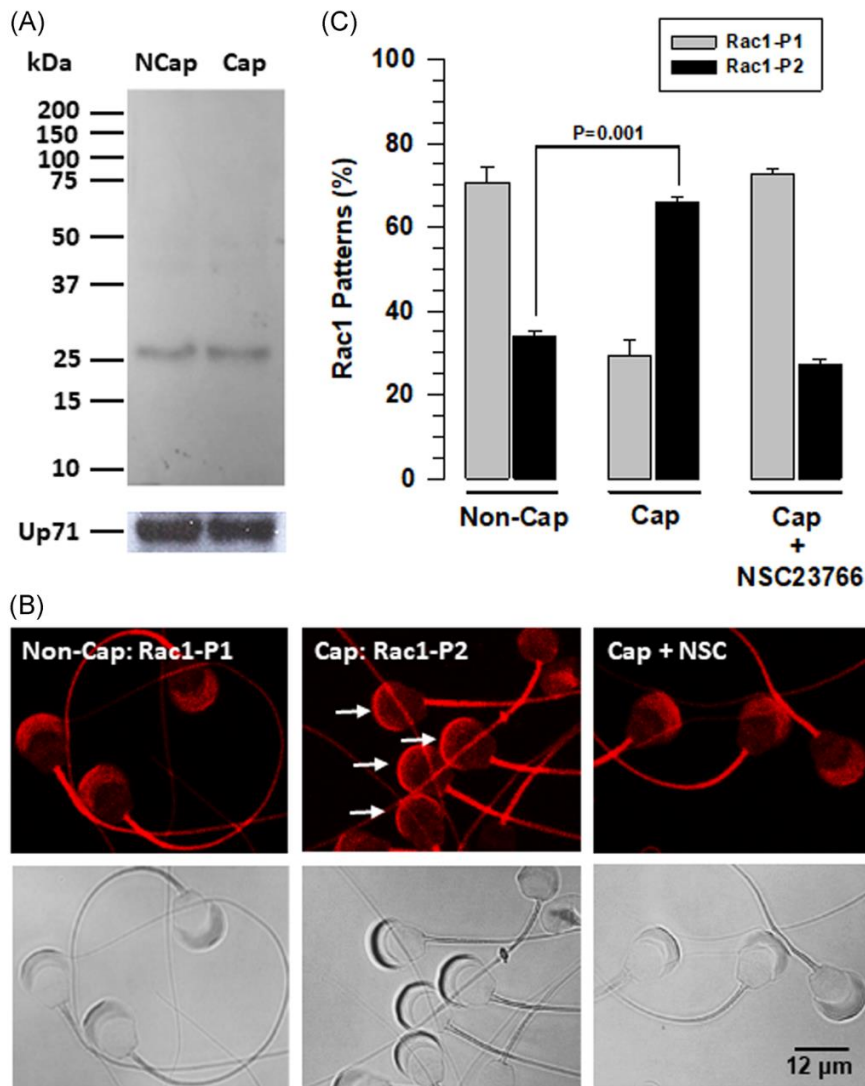 (A)
kDa NCap Cap
200
150
100
75
50
37
25
15
10
Up71
(C)
Rac1-P1
Rac1-P2
Rac1 Patterns (%)
100
80
60
40
20
0
P=0.001
Non-Cap
Cap
Cap
+
NSC23766
(B)
Non-Cap: Rac1-P1
Cap: Rac1-P2
Cap + NSC
12 µm